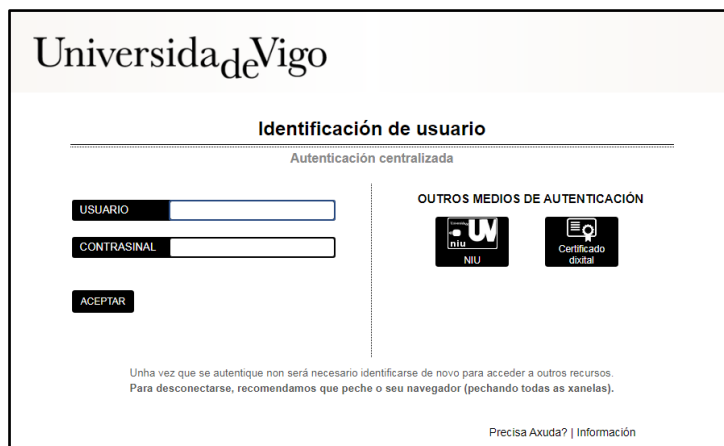 UniversidadeVigo
Identificación de usuario
Autenticación centralizada
USUARIO
CONTRASINAL
ACEPTAR
OUTROS MEDIOS DE AUTENTICACIÓN
niu UV
NIU
Certificado
dixital
Unha vez que se autentique non será necesario identificarse de novo para acceder a outros recursos.
Para desconectarse, recomendamos que peche o seu navegador (pechando todas as xanelas).
Precisa Axuda? | Información